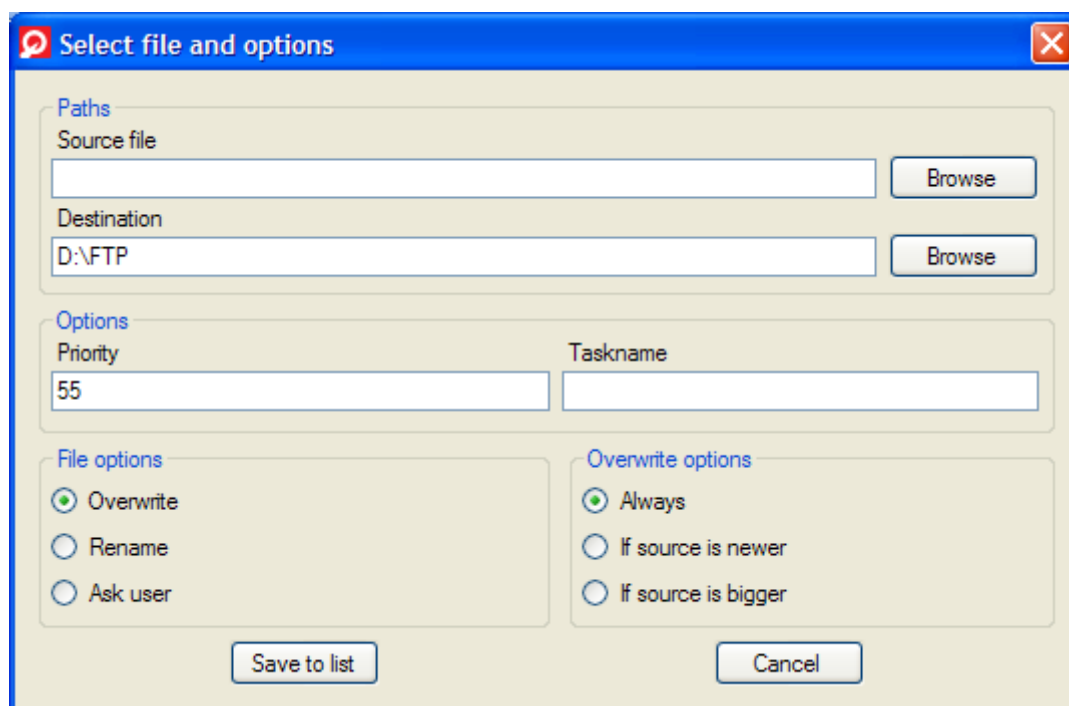 Select file and options
Paths
Source file
Browse
Destination
D:\FTP
Browse
Options
Priority
Taskname
55
File options
Overwrite
Rename
Ask user
Overwrite options
Always
If source is newer
If source is bigger
Save to list
Cancel